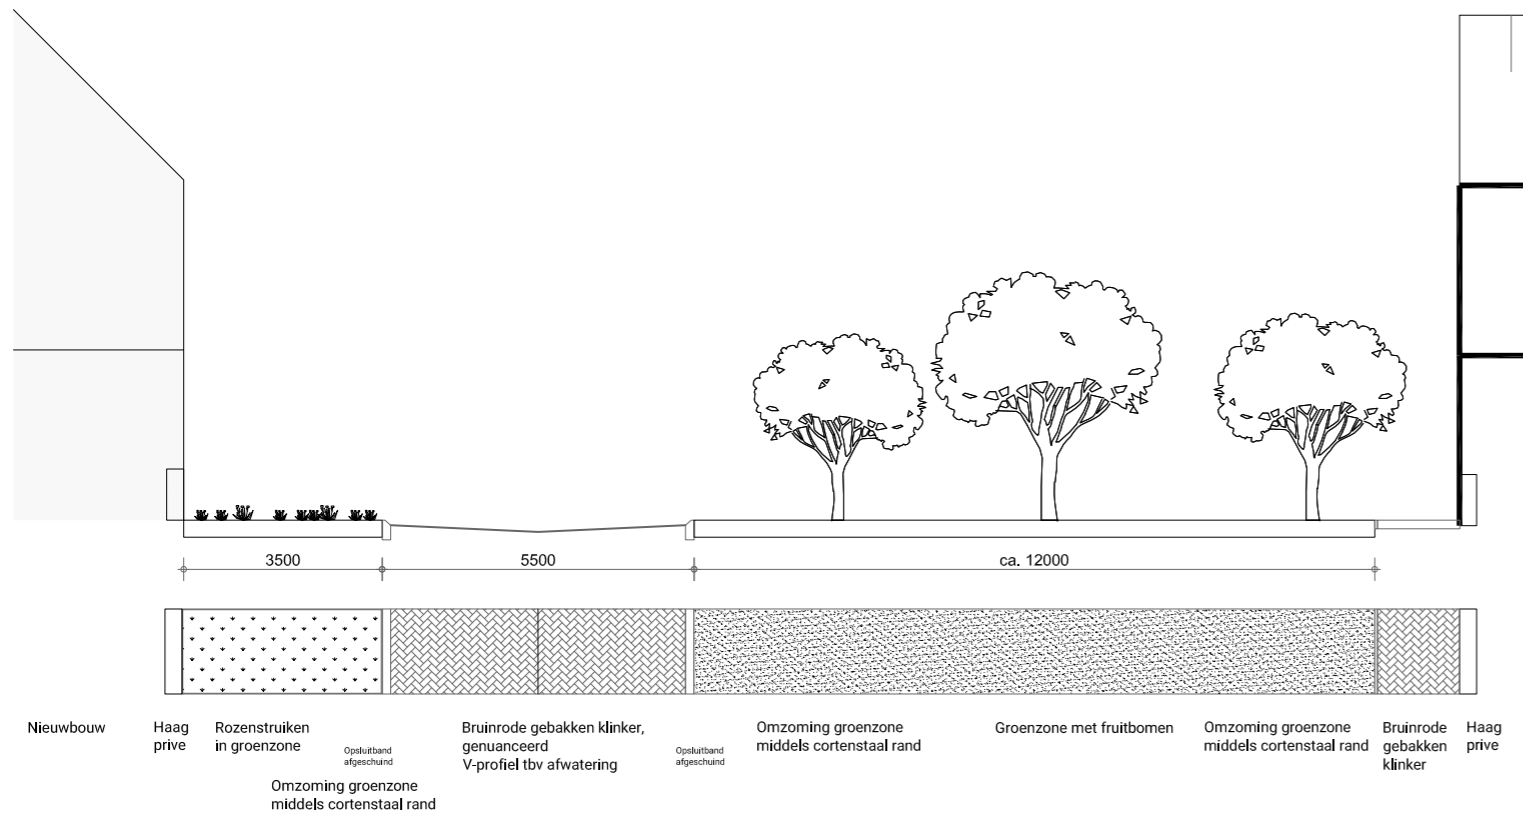 3500
5500
ca. 12000
Nieuwbouw
Haag
prive
Rozenstruiken
in groenzone
Opsluitband
afgeschuind
Omzoming groenzone
middels cortenstaal rand
Bruinrode gebakken klinker,
genuanceerd
V-profiel tbv afwatering
Opsluitband
afgeschuind
Omzoming groenzone
middels cortenstaal rand
Groenzone met fruitbomen
Omzoming groenzone
middels cortenstaal rand
Bruinrode
gebakken
klinker
Haag
prive